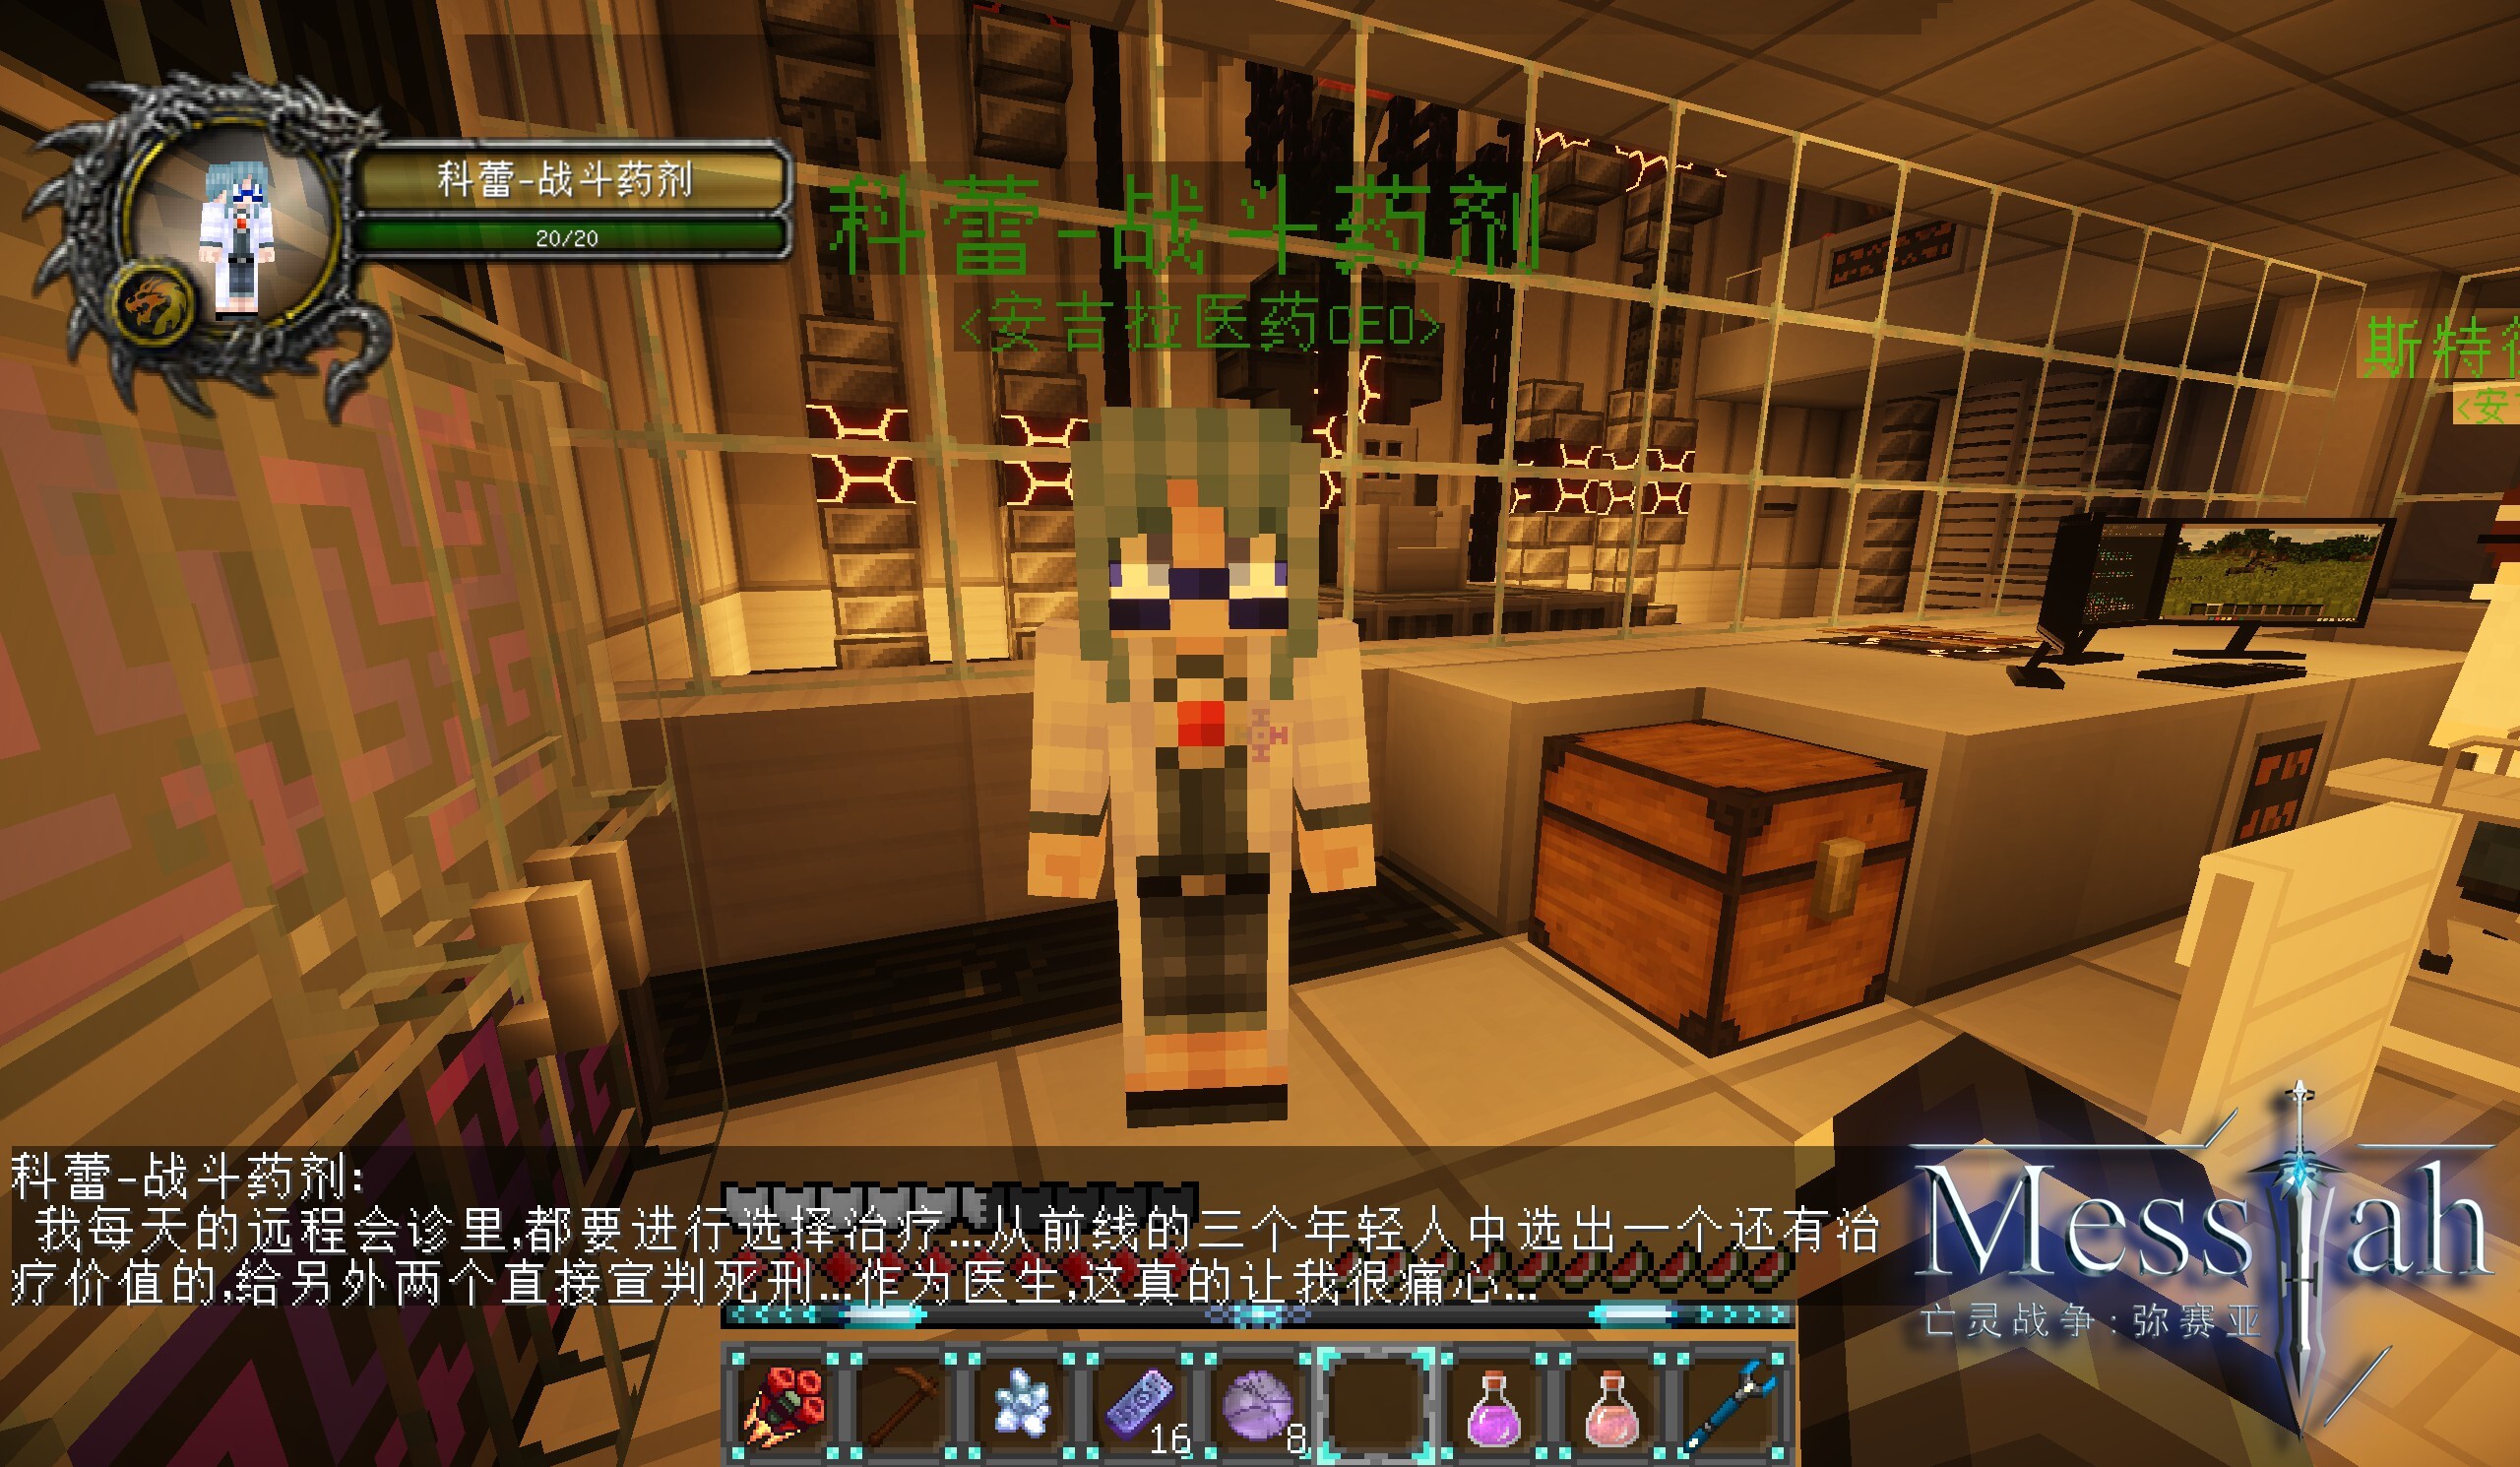 科蕾-战斗药剂
20/20
科蕾-战斗药剂
<安吉拉医药CEO>
斯特
<安
科蕾-战斗药剂:
我每天的远程会诊里,都要进行选择治疗...从前线的三个年轻人中选出一个还有治
疗价值的,给另外两个直接宣判死刑...作为医生,这真的让我很痛心...
Messiah
亡灵战争:弥赛亚
16
8